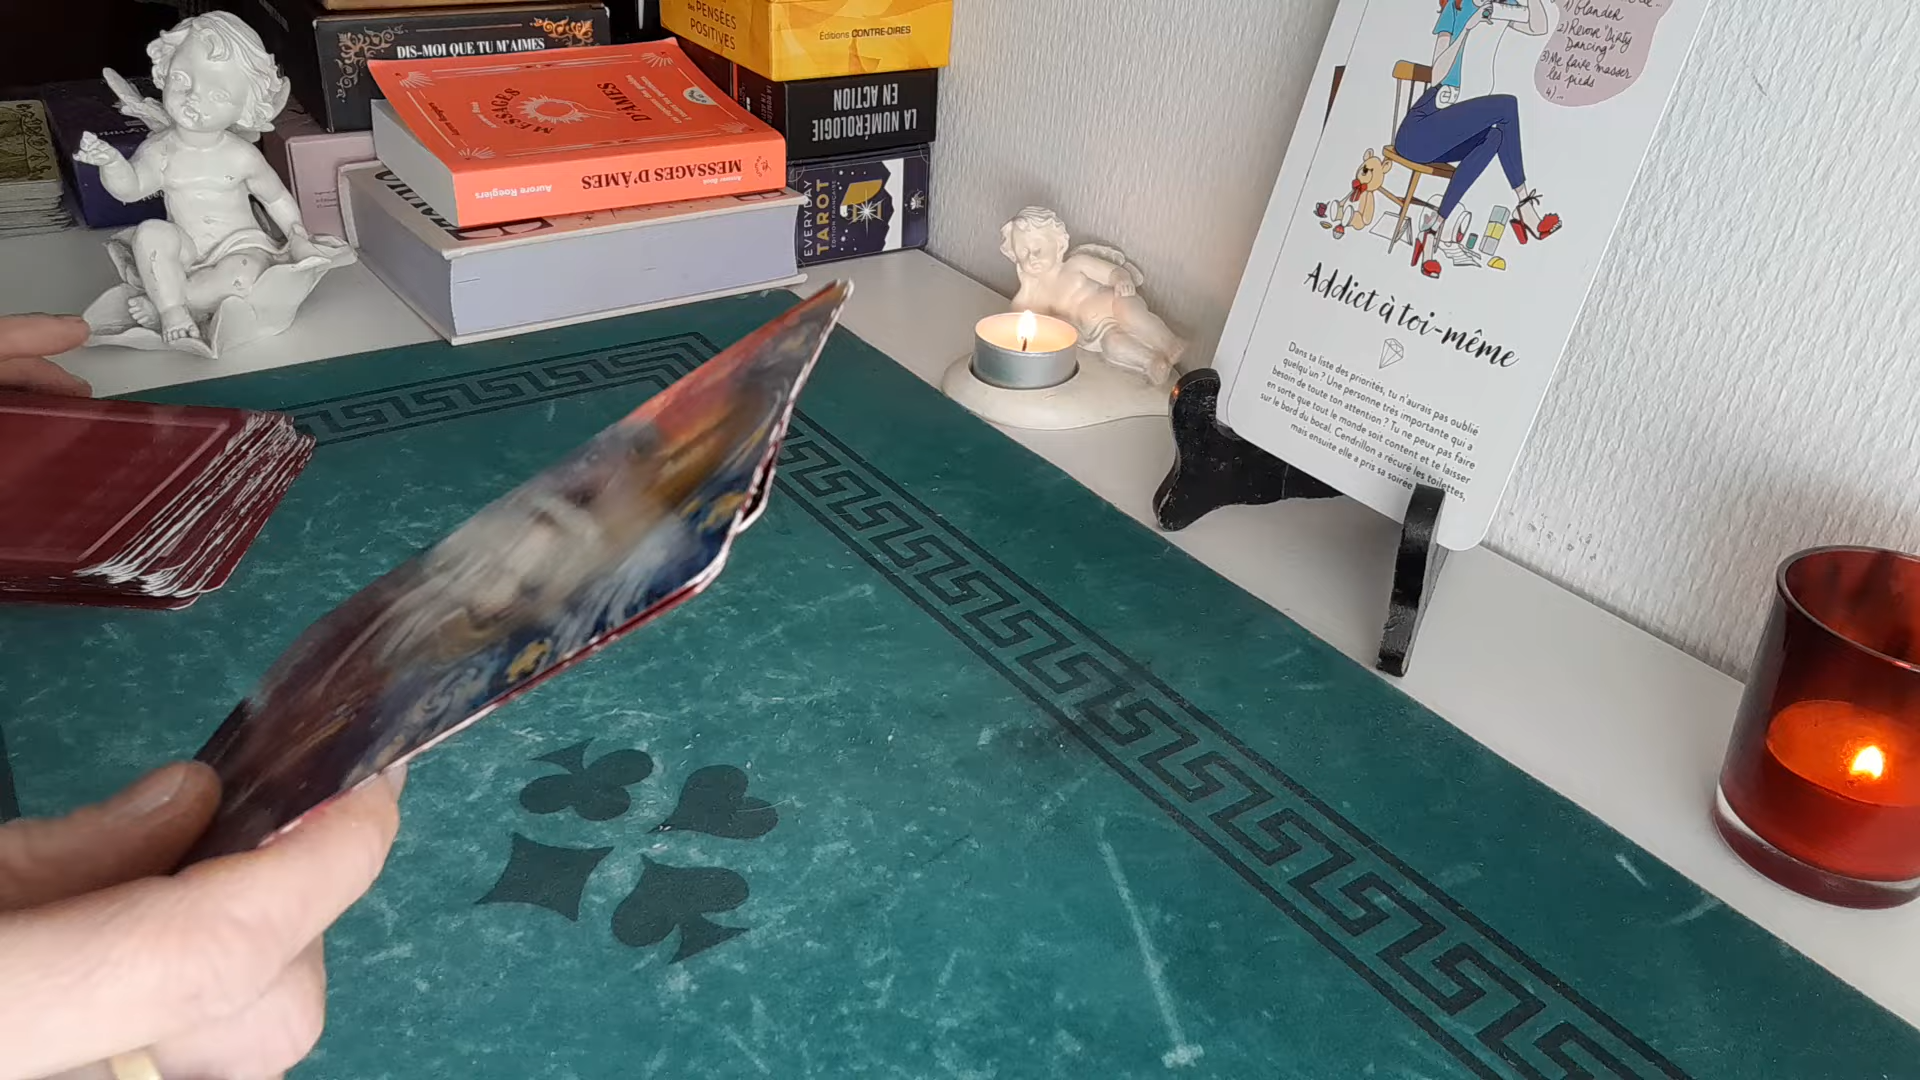 DIS-MOI QUE TU M'AIMES
PENSÉES
POSITIVES
Éditions CONTRE-DIRES
MESSAGES
D'ÂMES
MESSAGES D'ÂMES
Aurore Roegiers
LA NUMÉROLOGIE
EN ACTION
EVERYDAY
TAROT
ÉDITION FRANÇAISE
1) Glander
2) Revoir "Dirty
Dancing"
3) Me faire masser
les pieds
4)...
Addict à toi-même
Dans ta liste des priorités, tu n'aurais pas oublié
quelqu'un ? Une personne très importante qui a
besoin de toute ton attention ? Tu ne peux pas faire
en sorte que tout le monde soit content et te laisser
sur le bord du bocal. Cendrillon a récuré les toilettes,
mais ensuite elle a pris sa soirée